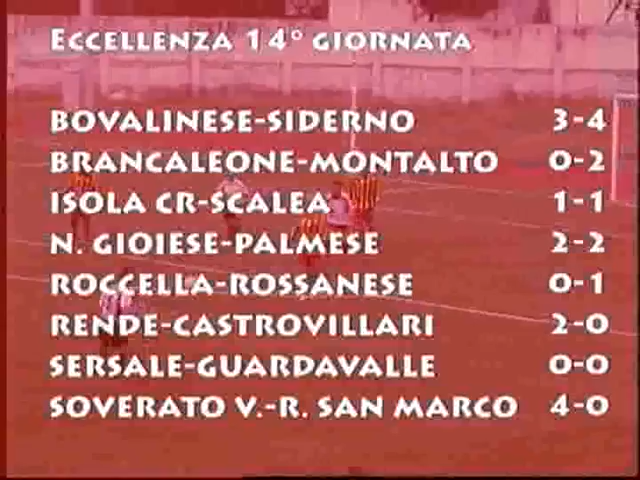 ECCELLENZA 14° GIORNATA
BOVALINESE-SIDERNO 3-4
BRANCALEONE-MONTALTO 0-2
ISOLA CR-SCALEA 1-1
N. GIOIESE-PALMESE 2-2
ROCCELLA-ROSSANESE 0-1
RENDE-CASTROVILLARI 2-0
SERSALE-GUARDAVALLE 0-0
SOVERATO V.-R. SAN MARCO 4-0